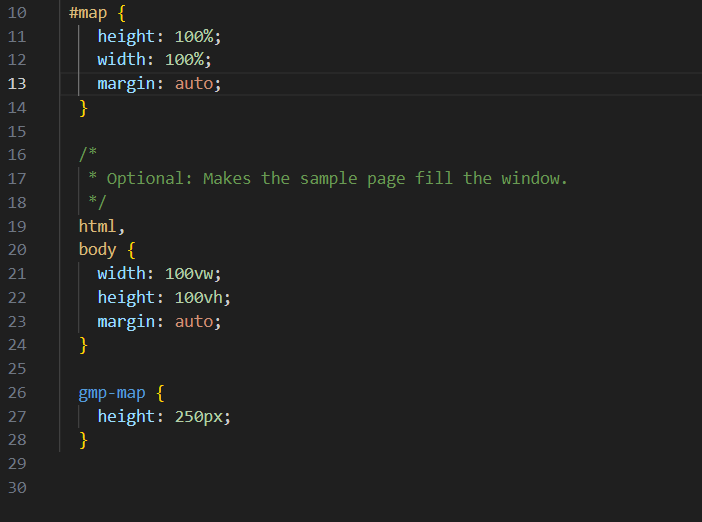 10 #map {
11 height: 100%;
12 width: 100%;
13 margin: auto;
14 }
15
16 /*
17 * Optional: Makes the sample page fill the window.
18 */
19 html,
20 body {
21 width: 100vw;
22 height: 100vh;
23 margin: auto;
24 }
25
26 gmp-map {
27 height: 250px;
28 }
29
30